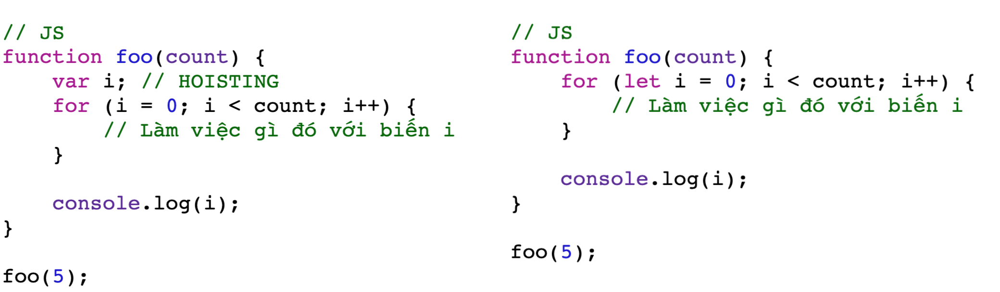 // JS
function foo(count) {
    var i; // HOISTING
    for (i = 0; i < count; i++) {
        // Làm việc gì đó với biến i
    }

    console.log(i);
}

foo(5);

// JS
function foo(count) {
    for (let i = 0; i < count; i++) {
        // Làm việc gì đó với biến i
    }

    console.log(i);
}

foo(5);